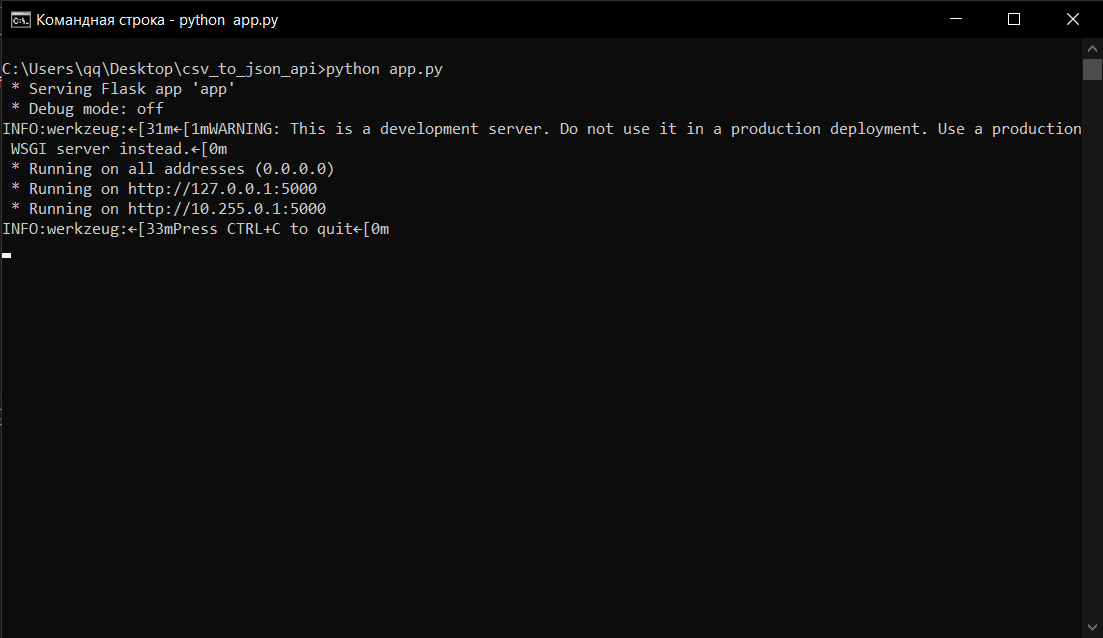 Командная строка - python  app.py
C:\Users\qq\Desktop\csv_to_json_api>python app.py
 * Serving Flask app 'app'
 * Debug mode: off
INFO:werkzeug:←[31m←[1mWARNING: This is a development server. Do not use it in a production deployment. Use a production
 WSGI server instead.←[0m
 * Running on all addresses (0.0.0.0)
 * Running on http://127.0.0.1:5000
 * Running on http://10.255.0.1:5000
INFO:werkzeug:←[33mPress CTRL+C to quit←[0m